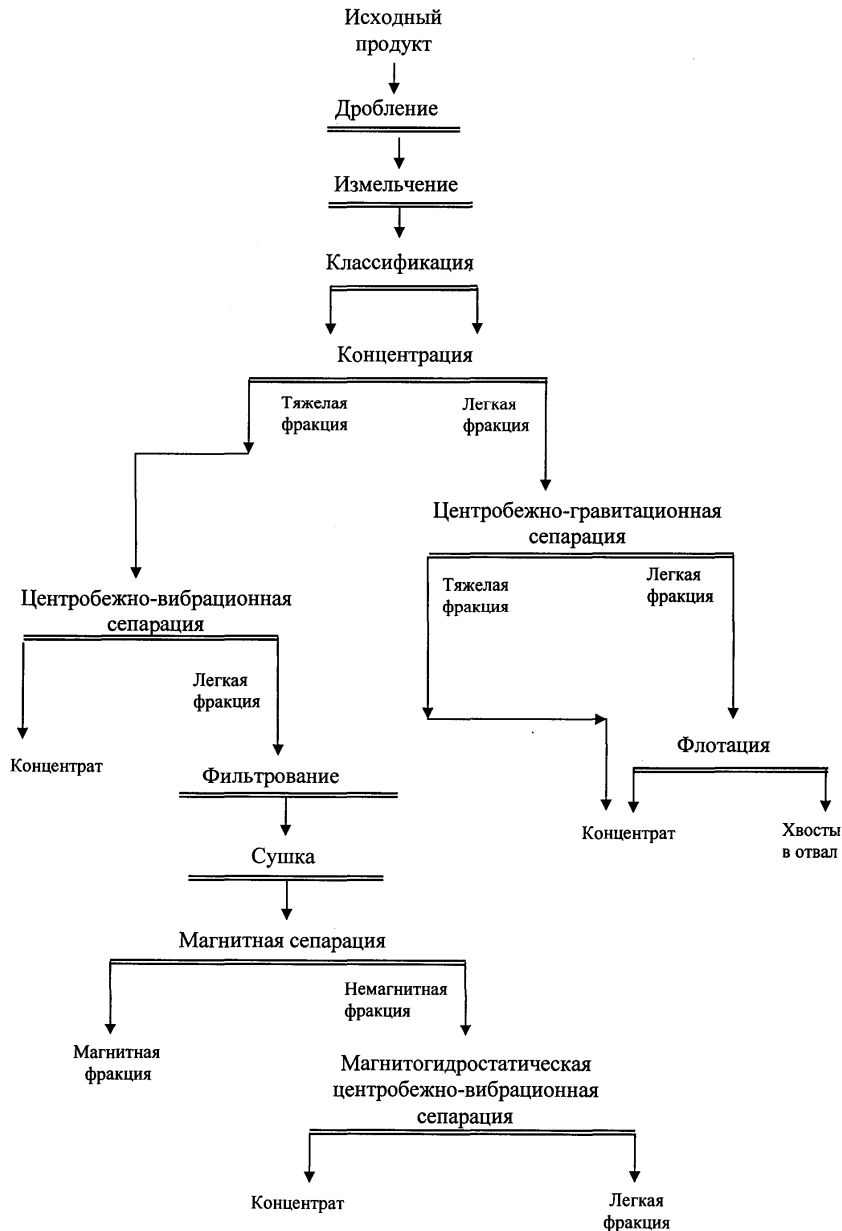 Исходный
продукт
Дробление
Измельчение
Классификация
Концентрация
Тяжелая
фракция
Легкая
фракция
Центробежно-гравитационная
сепарация
Тяжелая
фракция
Легкая
фракция
Центробежно-вибрационная
сепарация
Легкая
фракция
Концентрат
Фильтрование
Флотация
Концентрат
Хвосты
в отвал
Сушка
Магнитная сепарация
Немагнитная
фракция
Магнитная
фракция
Магнитогидростатическая
центробежно-вибрационная
сепарация
Концентрат
Легкая
фракция